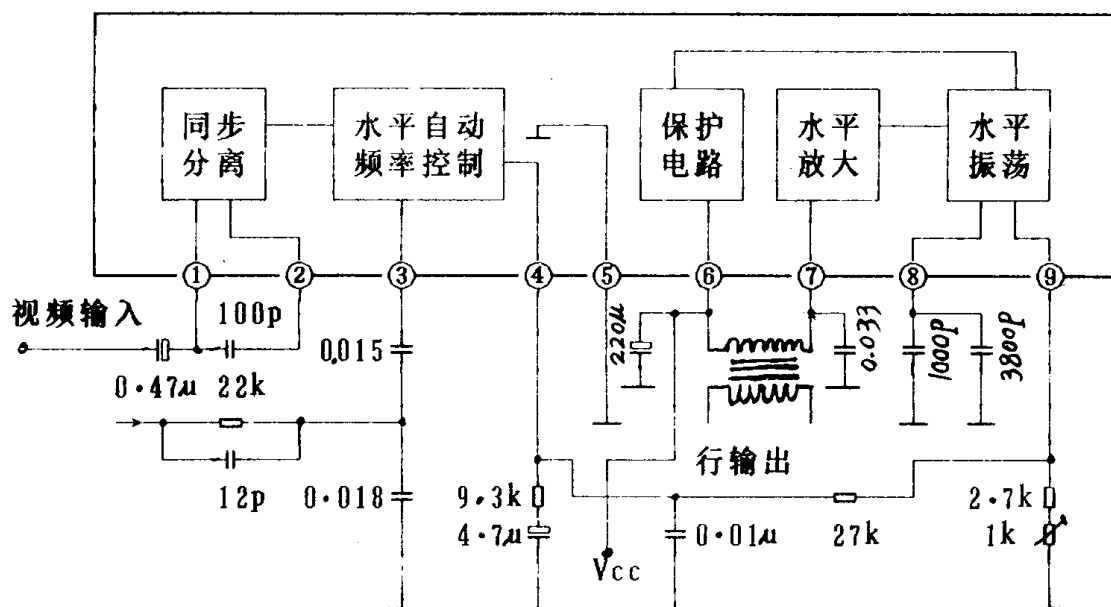 同步
分离
水平自动
频率控制
保护
电路
水平
放大
水平
振荡
① ② ③ ④ ⑤ ⑥ ⑦ ⑧ ⑨
视频输入
100p
0.47μ
22k
0.015
12p
0.018
220μ
0.033
1000P
3800P
行输出
9.3k
4.7μ
Vcc
0.01μ
27k
2.7k
1k